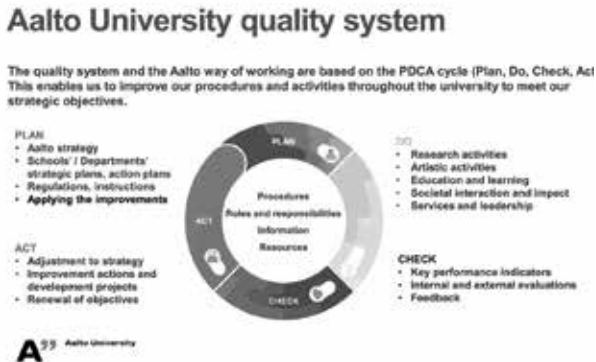 Aalto University quality system
The quality system and the Aalto way of working are based on the PDCA cycle (Plan, Do, Check, Act
This enables us to improve our procedures and activities throughout the university to meet our
strategic objectives.
PLAN
• Aalto strategy
• Schools' / Departments'
strategic plans, action plans
• Regulations, instructions
• Applying the improvements
ACT
• Adjustment to strategy
• Improvement actions and
development projects
• Renewal of objectives
PLAN
ACT
CHECK
Procedures
Roles and responsibilities
Information
Resources
DO
• Research activities
• Artistic activities
• Education and learning
• Societal interaction and impact
• Services and leadership
CHECK
• Key performance indicators
• Internal and external evaluations
• Feedback
A” Aalto University